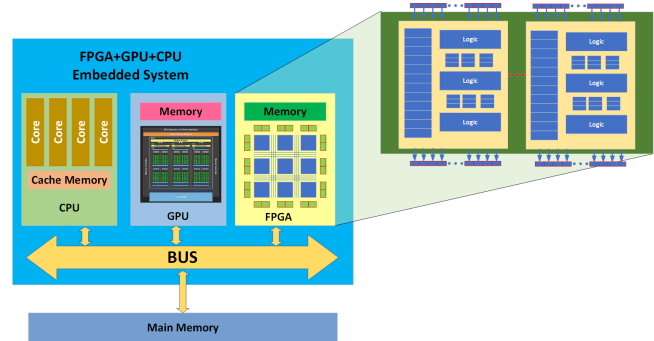 FPGA+GPU+CPU
Embedded System
Core
Core
Core
Core
Cache Memory
CPU
Memory
GPU
Memory
FPGA
BUS
Main Memory
Logic
Logic
Logic
Logic
Logic
Logic